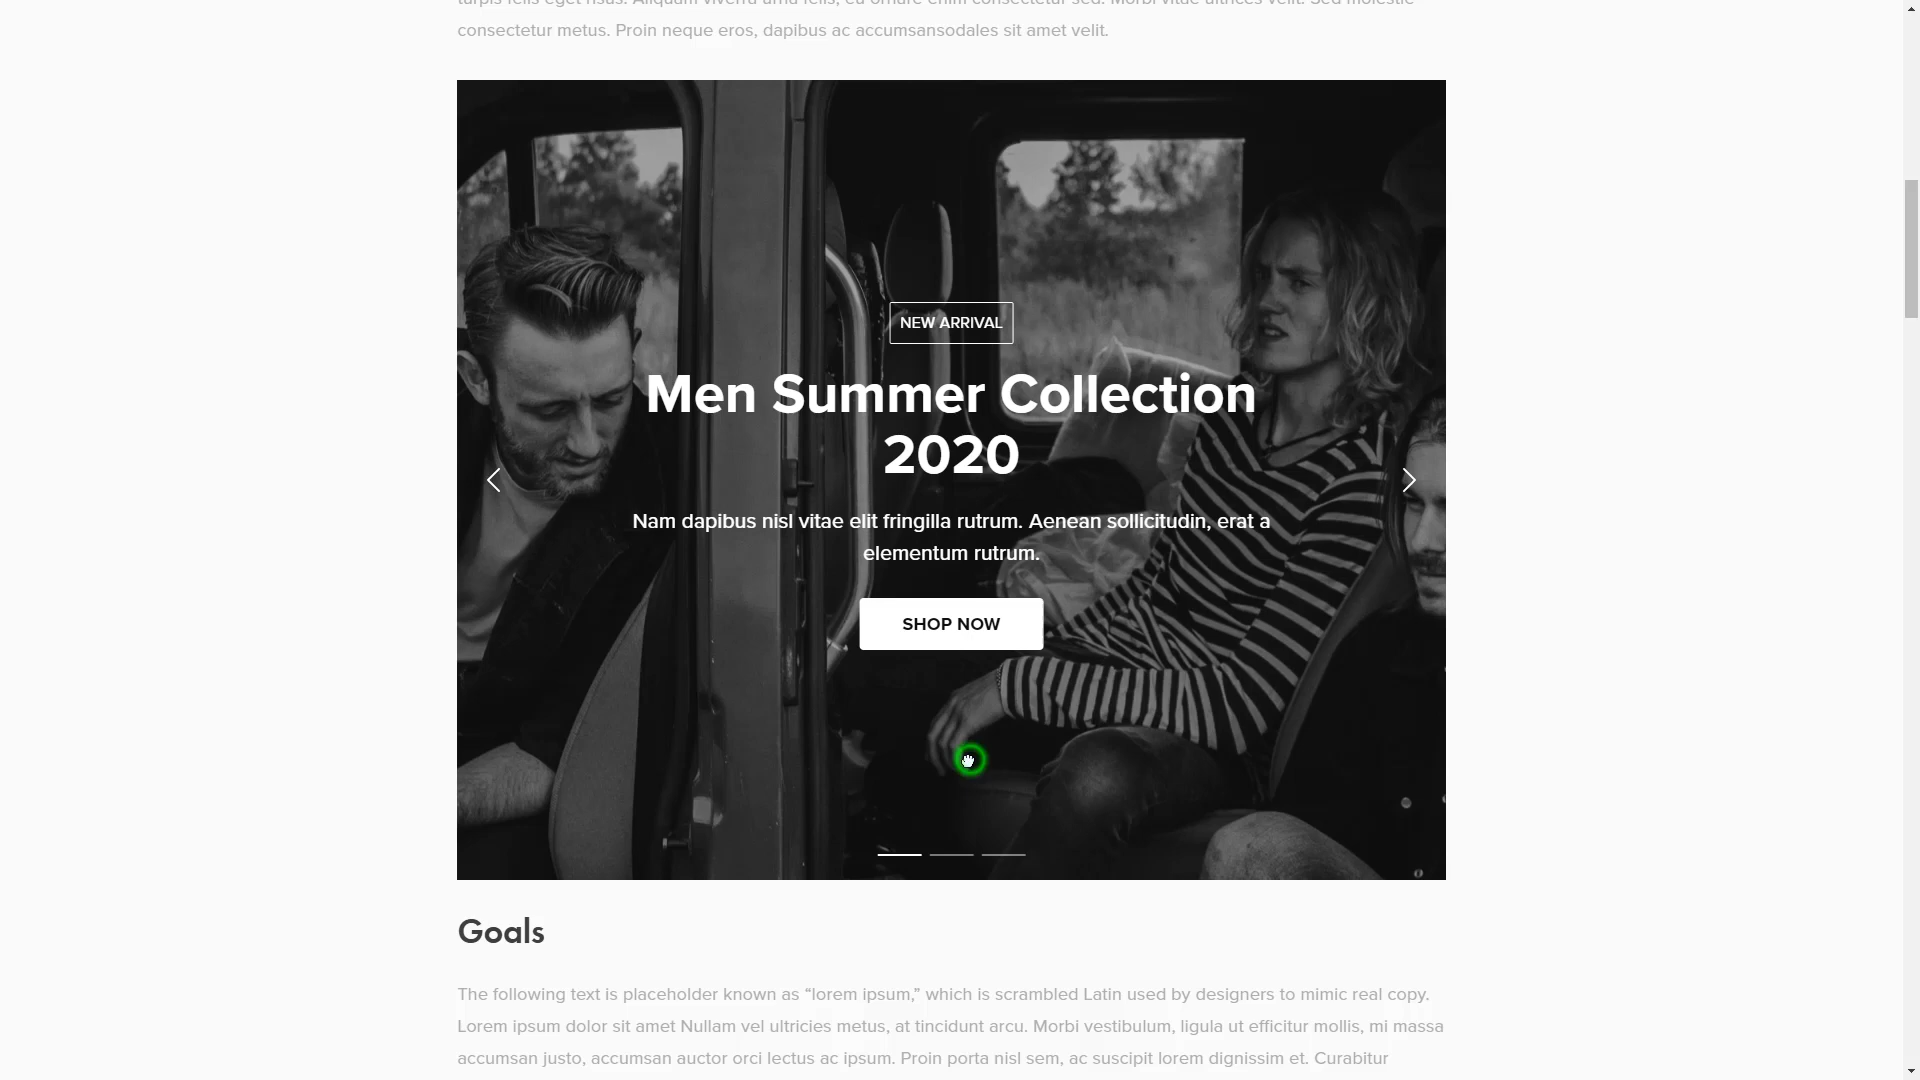 consectetur metus. Proin neque eros, dapibus ac accumsansodales sit amet velit.
NEW ARRIVAL
Men Summer Collection
2020
Nam dapibus nisl vitae elit fringilla rutrum. Aenean sollicitudin, erat a
elementum rutrum.
SHOP NOW
Goals
The following text is placeholder known as “lorem ipsum,” which is scrambled Latin used by designers to mimic real copy.
Lorem ipsum dolor sit amet Nullam vel ultricies metus, at tincidunt arcu. Morbi vestibulum, ligula ut efficitur mollis, mi massa
accumsan justo, accumsan auctor orci lectus ac ipsum. Proin porta nisl sem, ac suscipit lorem dignissim et. Curabitur